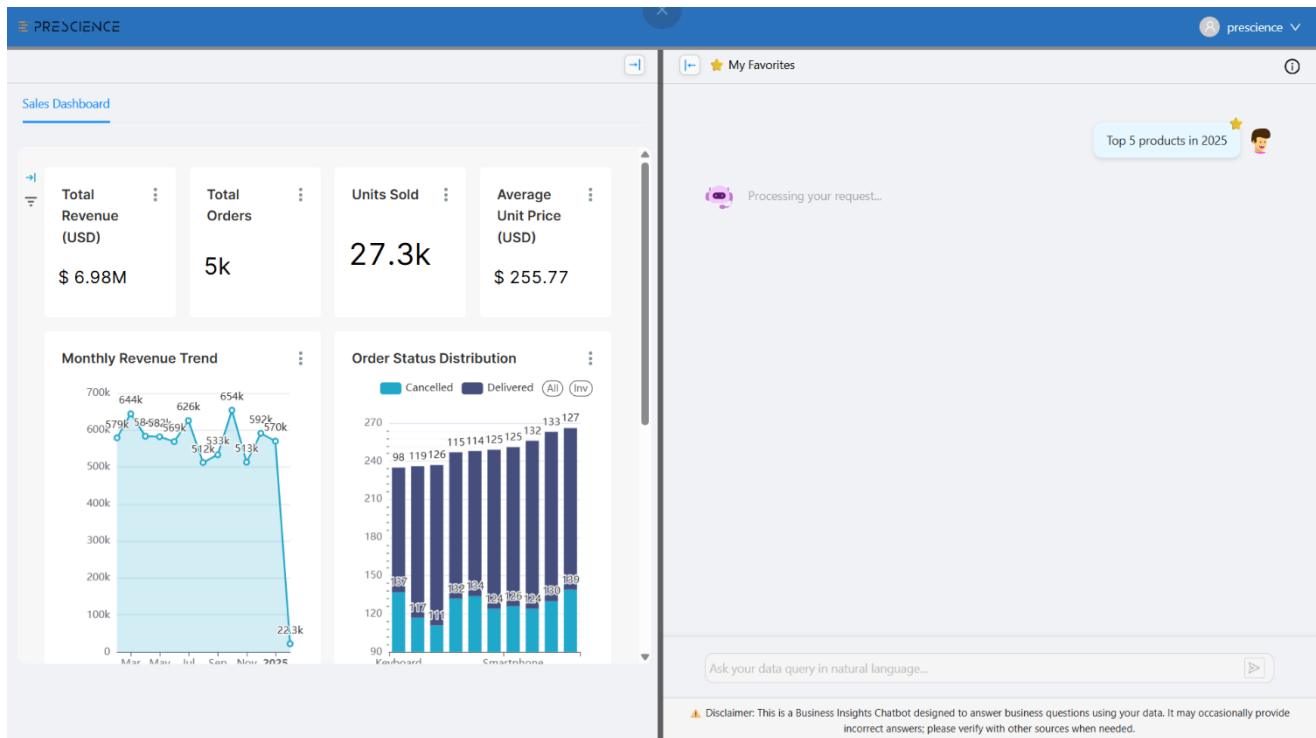 PRESCIENCE
prescience
My Favorites
Sales Dashboard
Top 5 products in 2025
Processing your request...
Total Revenue (USD)
$ 6.98M
Total Orders
5k
Units Sold
27.3k
Average Unit Price (USD)
$ 255.77
Monthly Revenue Trend
700k
600k
500k
400k
300k
200k
100k
0
579k
644k
582k
569k
626k
512k
533k
654k
513k
592k
570k
22.3k
Mar May Jul Sep Nov 2025
Order Status Distribution
Cancelled Delivered All Inv
270
240
210
180
150
120
90
98 119 126 115 114 125 125 132 133 127
137 117 111 132 134 124 126 124 130 139
Keyboard Smartphone
Ask your data query in natural language...
Disclaimer: This is a Business Insights Chatbot designed to answer business questions using your data. It may occasionally provide
incorrect answers; please verify with other sources when needed.